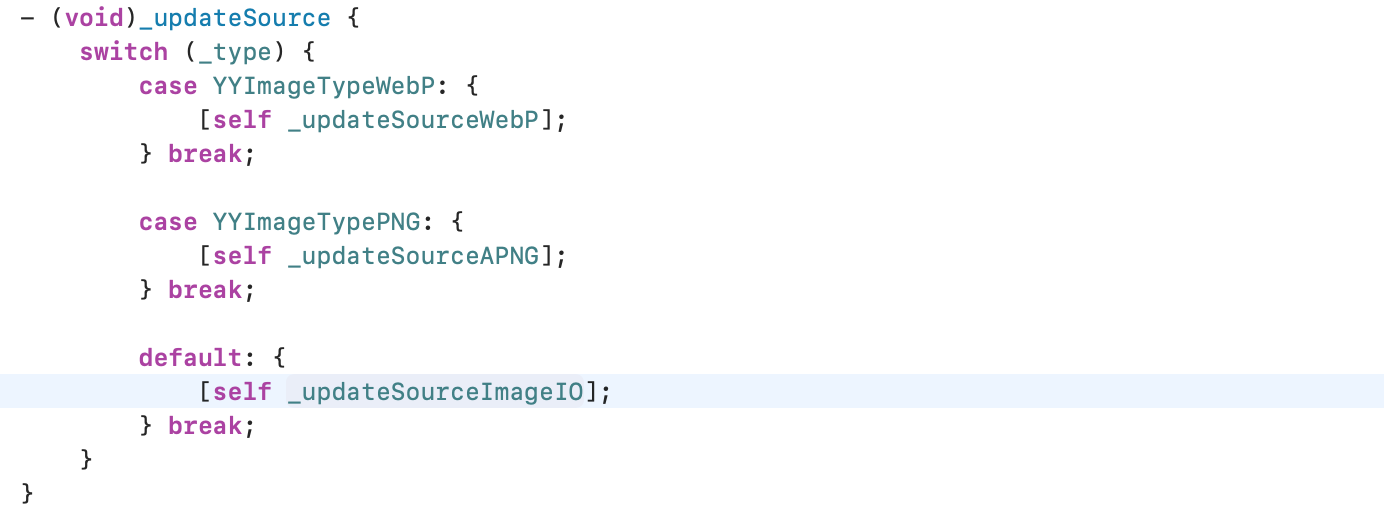 - (void)_updateSource {
    switch (_type) {
        case YYImageTypeWebP: {
            [self _updateSourceWebP];
        } break;

        case YYImageTypePNG: {
            [self _updateSourceAPNG];
        } break;

        default: {
            [self _updateSourceImageIO];
        } break;
    }
}